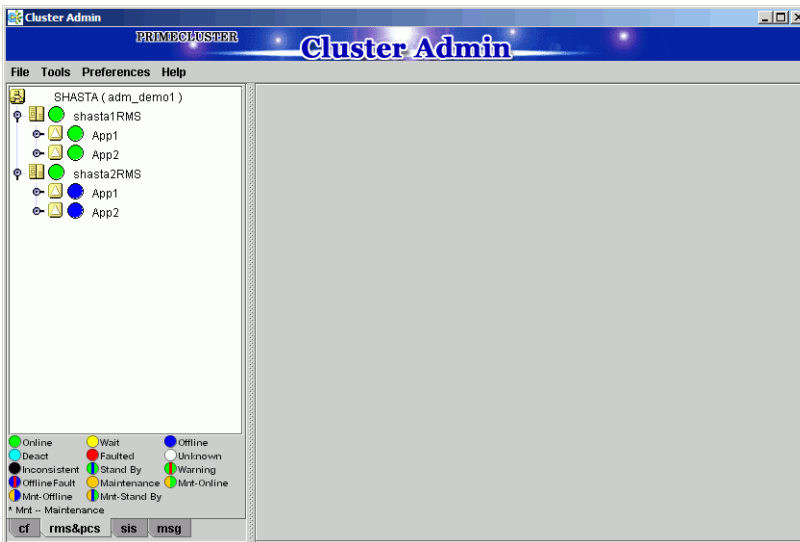 Cluster Admin
PRIMECLUSTER
Cluster Admin
File Tools Preferences Help
SHASTA ( adm_demo1 )
shasta1RMS
App1
App2
shasta2RMS
App1
App2
Online Wait Offline
Deact Faulted Unknown
Inconsistent Stand By Warning
OfflineFault Maintenance Mnt-Online
Mnt-Offline Mnt-Stand By
* Mnt -- Maintenance
cf rms&pcs sis msg